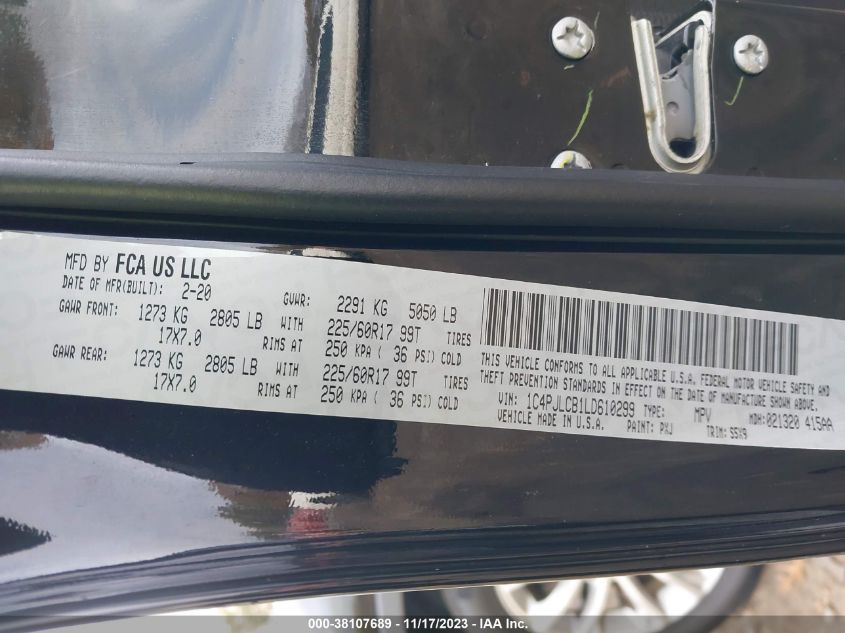 MFD BY FCA US LLC
DATE OF MFR(BUILT): 2-20
GVWR: 2291 KG 5050 LB
GAWR FRONT: 1273 KG 2805 LB WITH 225/60R17 99T TIRES
17X7.0 RIMS AT 250 KPA ( 36 PSI) COLD
GAWR REAR: 1273 KG 2805 LB WITH 225/60R17 99T TIRES
17X7.0 RIMS AT 250 KPA ( 36 PSI) COLD
THIS VEHICLE CONFORMS TO ALL APPLICABLE U.S.A. FEDERAL MOTOR VEHICLE SAFETY AND
THEFT PREVENTION STANDARDS IN EFFECT ON THE DATE OF MANUFACTURE SHOWN ABOVE.
VIN: 1C4PJLCB1LD610299 TYPE: MPV MDH: 021320 415AA
VEHICLE MADE IN U.S.A. PAINT: PXJ TRIM: S5X9
000-38107689 - 11/17/2023 - IAA Inc.